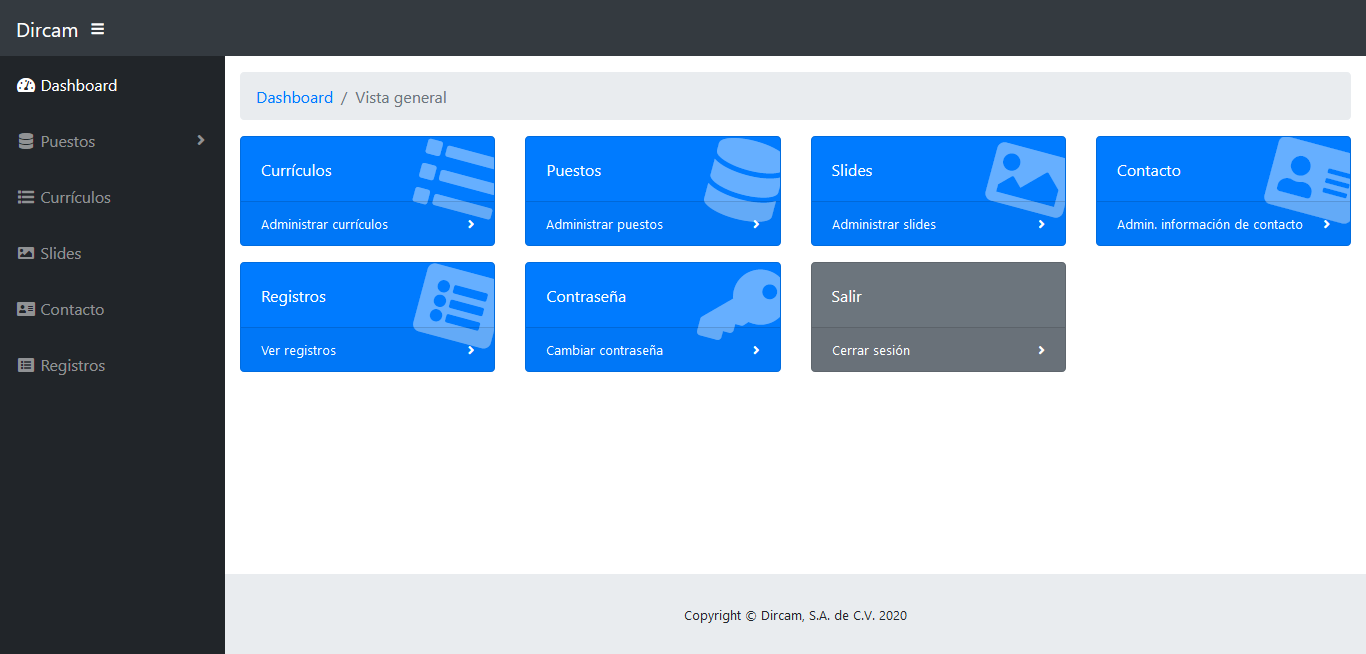 Dircam
Dashboard
Puestos
Currículos
Slides
Contacto
Registros
Dashboard / Vista general
Currículos
Administrar currículos
Puestos
Administrar puestos
Slides
Administrar slides
Contacto
Admin. información de contacto
Registros
Ver registros
Contraseña
Cambiar contraseña
Salir
Cerrar sesión
Copyright © Dircam, S.A. de C.V. 2020